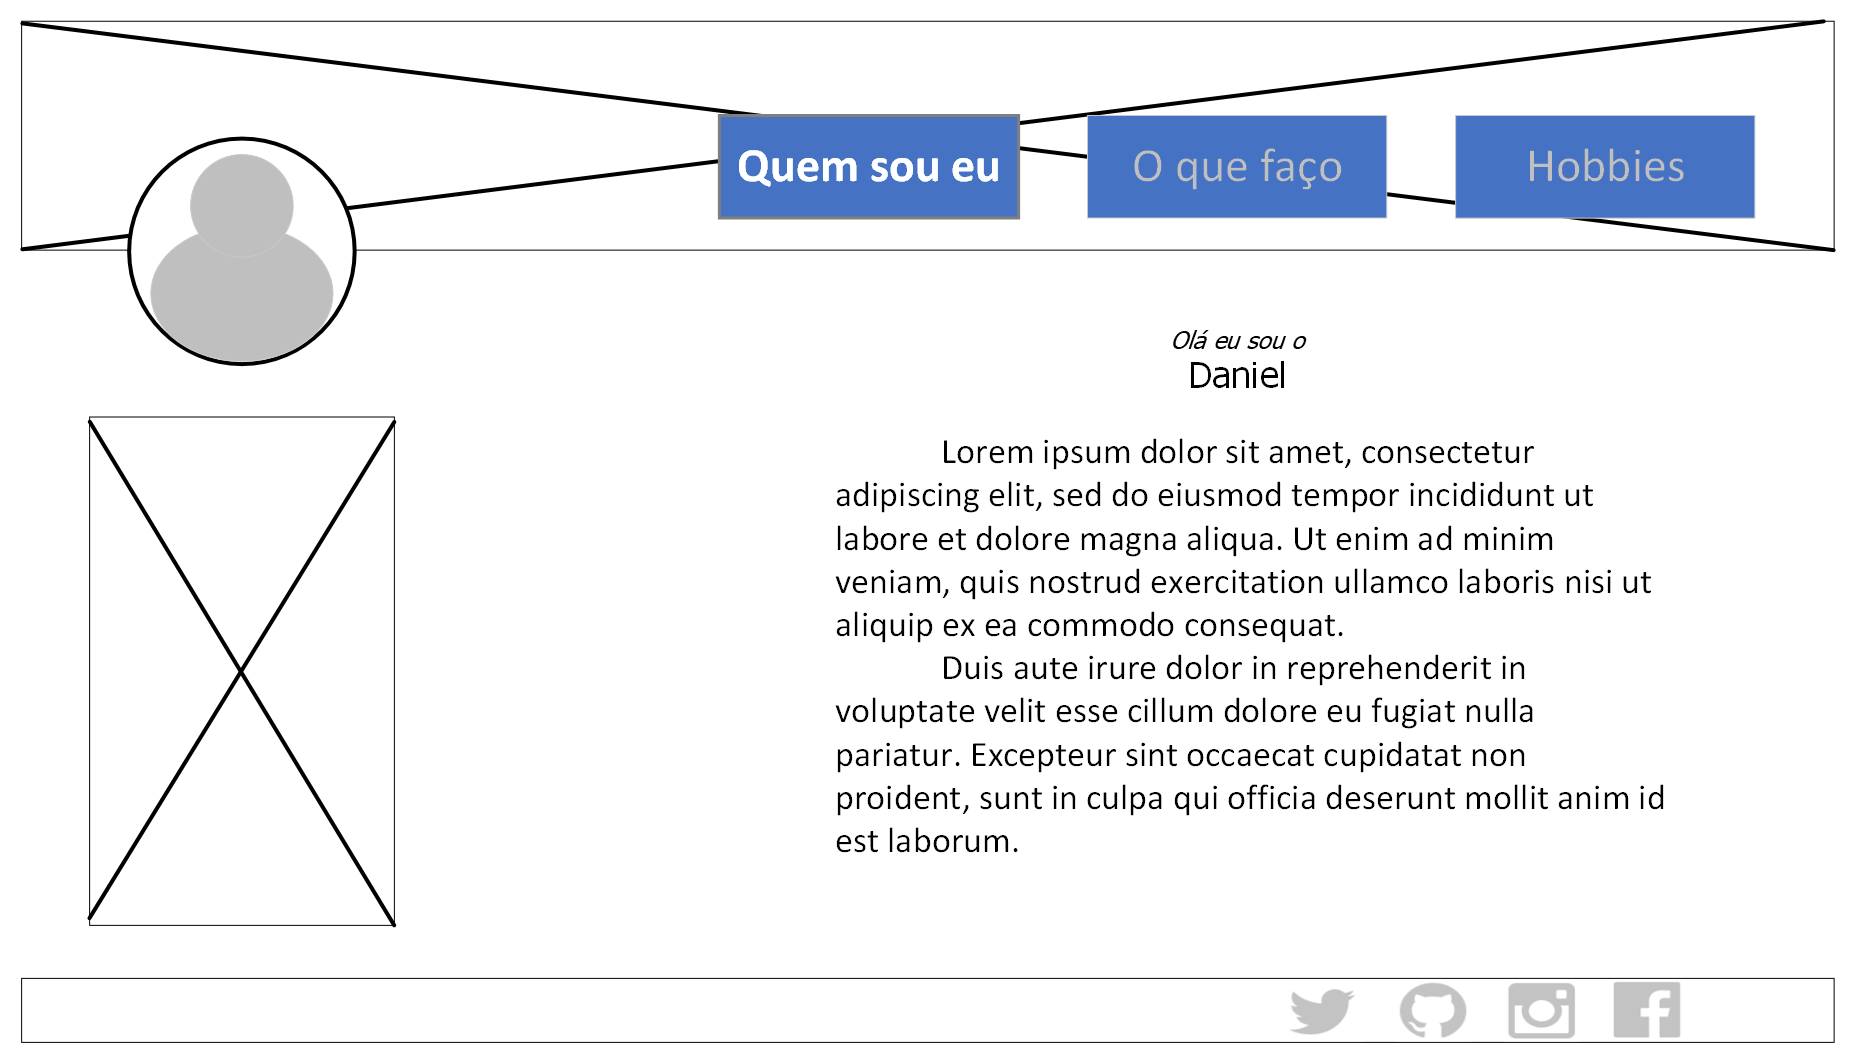 Quem sou eu
O que faço
Hobbies
Olá eu sou o
Daniel
Lorem ipsum dolor sit amet, consectetur
adipiscing elit, sed do eiusmod tempor incididunt ut
labore et dolore magna aliqua. Ut enim ad minim
veniam, quis nostrud exercitation ullamco laboris nisi ut
aliquip ex ea commodo consequat.
Duis aute irure dolor in reprehenderit in
voluptate velit esse cillum dolore eu fugiat nulla
pariatur. Excepteur sint occaecat cupidatat non
proident, sunt in culpa qui officia deserunt mollit anim id
est laborum.